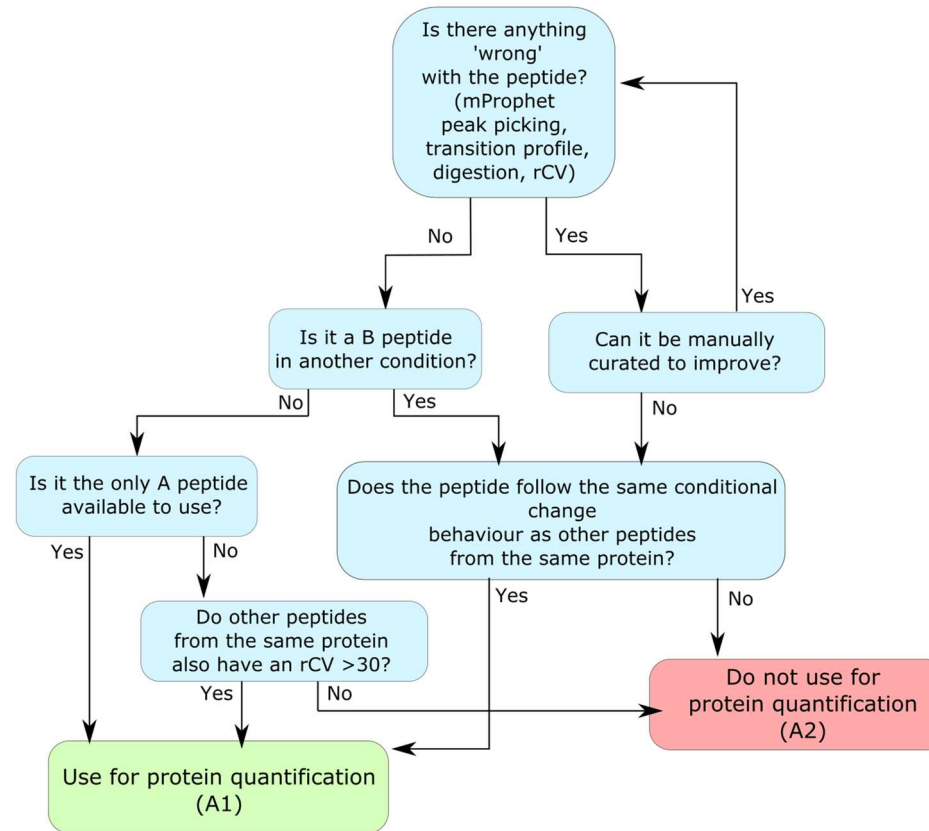 Is there anything
'wrong'
with the peptide?
(mProphet
peak picking,
transition profile,
digestion, rCV)
No
Yes
Yes
Is it a B peptide
in another condition?
Can it be manually
curated to improve?
No
Yes
No
Is it the only A peptide
available to use?
Does the peptide follow the same conditional
change
behaviour as other peptides
from the same protein?
Yes
No
Yes
No
Do other peptides
from the same protein
also have an rCV >30?
Yes
No
Do not use for
protein quantification
(A2)
Use for protein quantification
(A1)